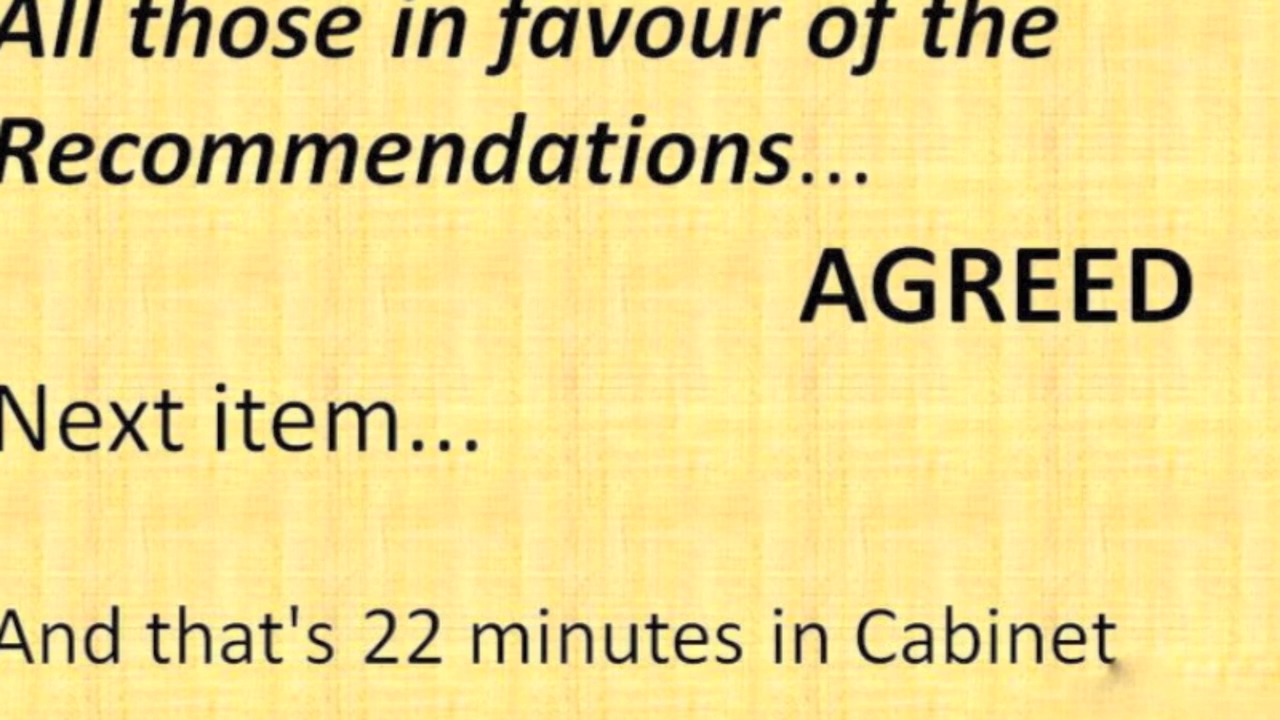 All those in favour of the
Recommendations...
AGREED
Next item...
And that's 22 minutes in Cabinet